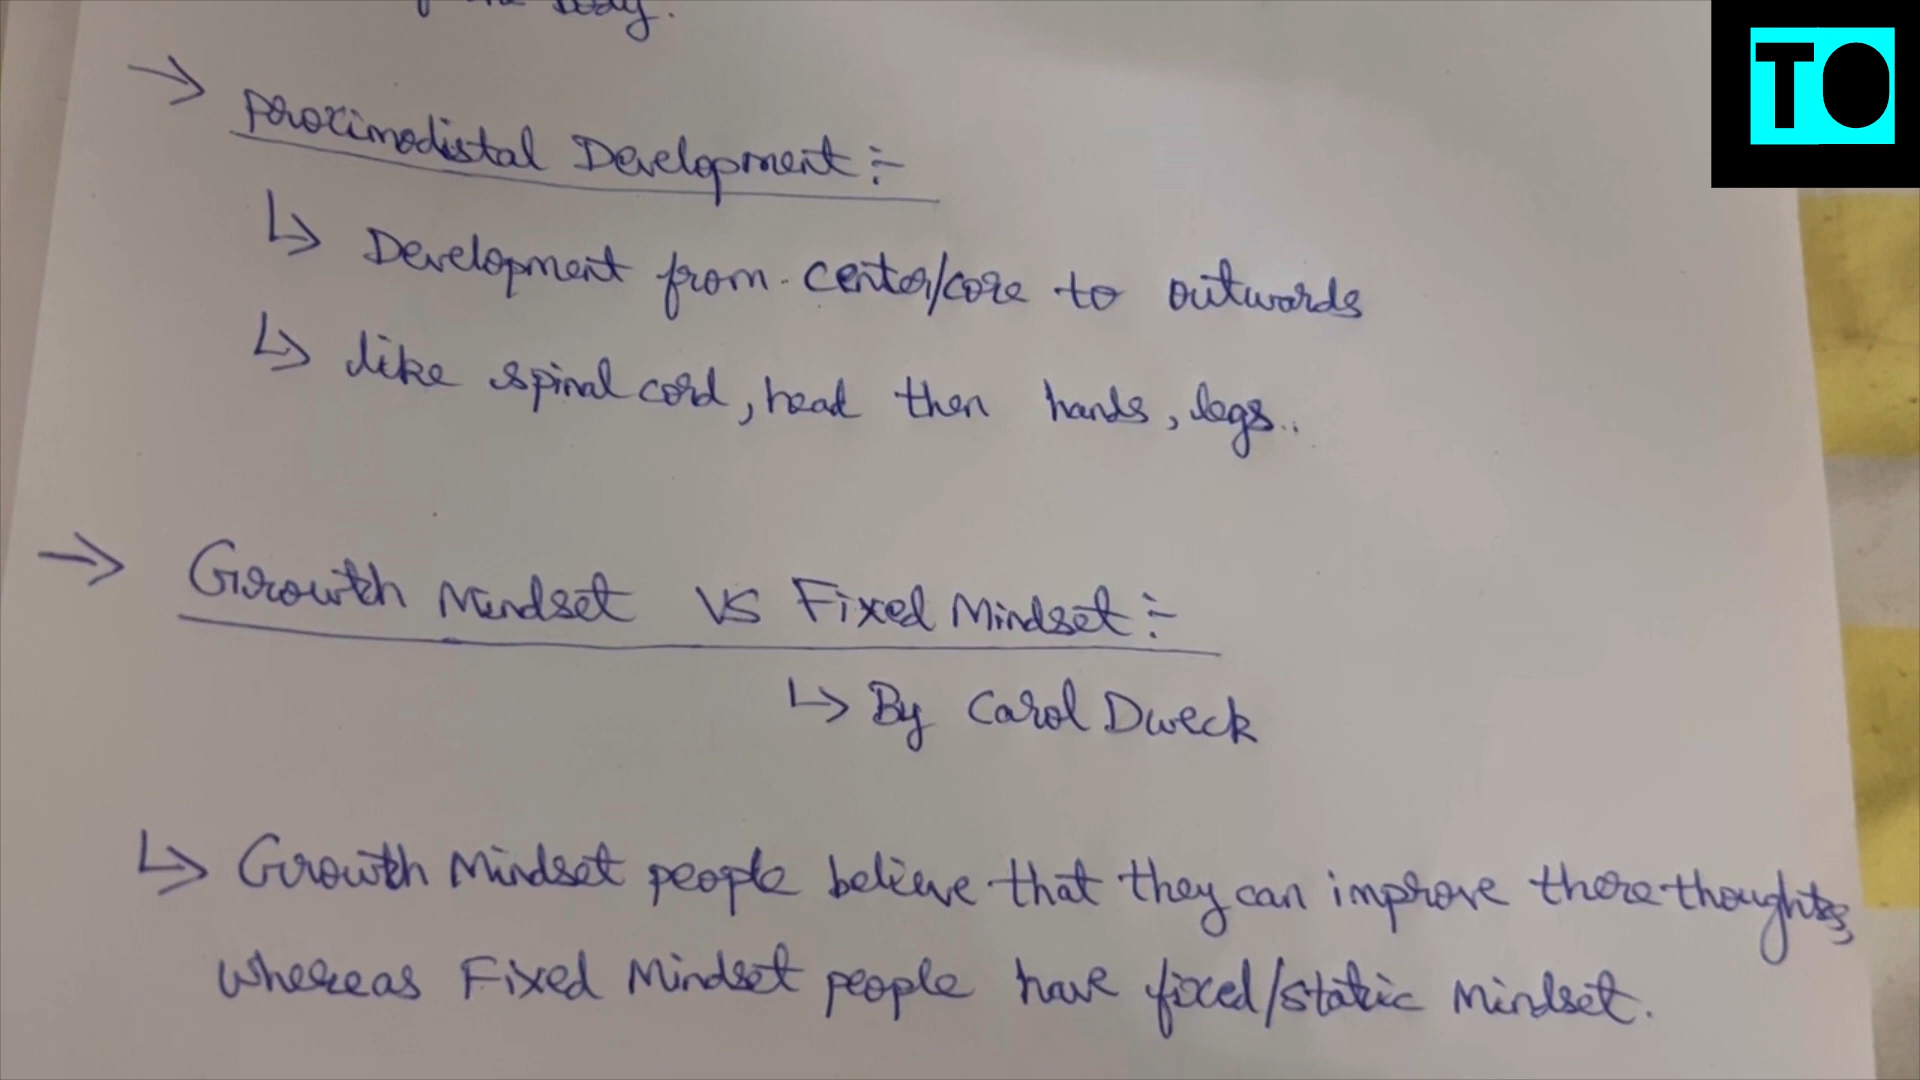 body.
TO
→ Proximodistal Development :-
↳ Development from center/core to outwards
↳ like spinal cord, head then hands, legs..
→ Growth Mindset VS Fixed Mindset :-
↳ By Carol Dweck
↳ Growth Mindset people believe that they can improve there thoughts,
whereas Fixed Mindset people have fixed/static Mindset.